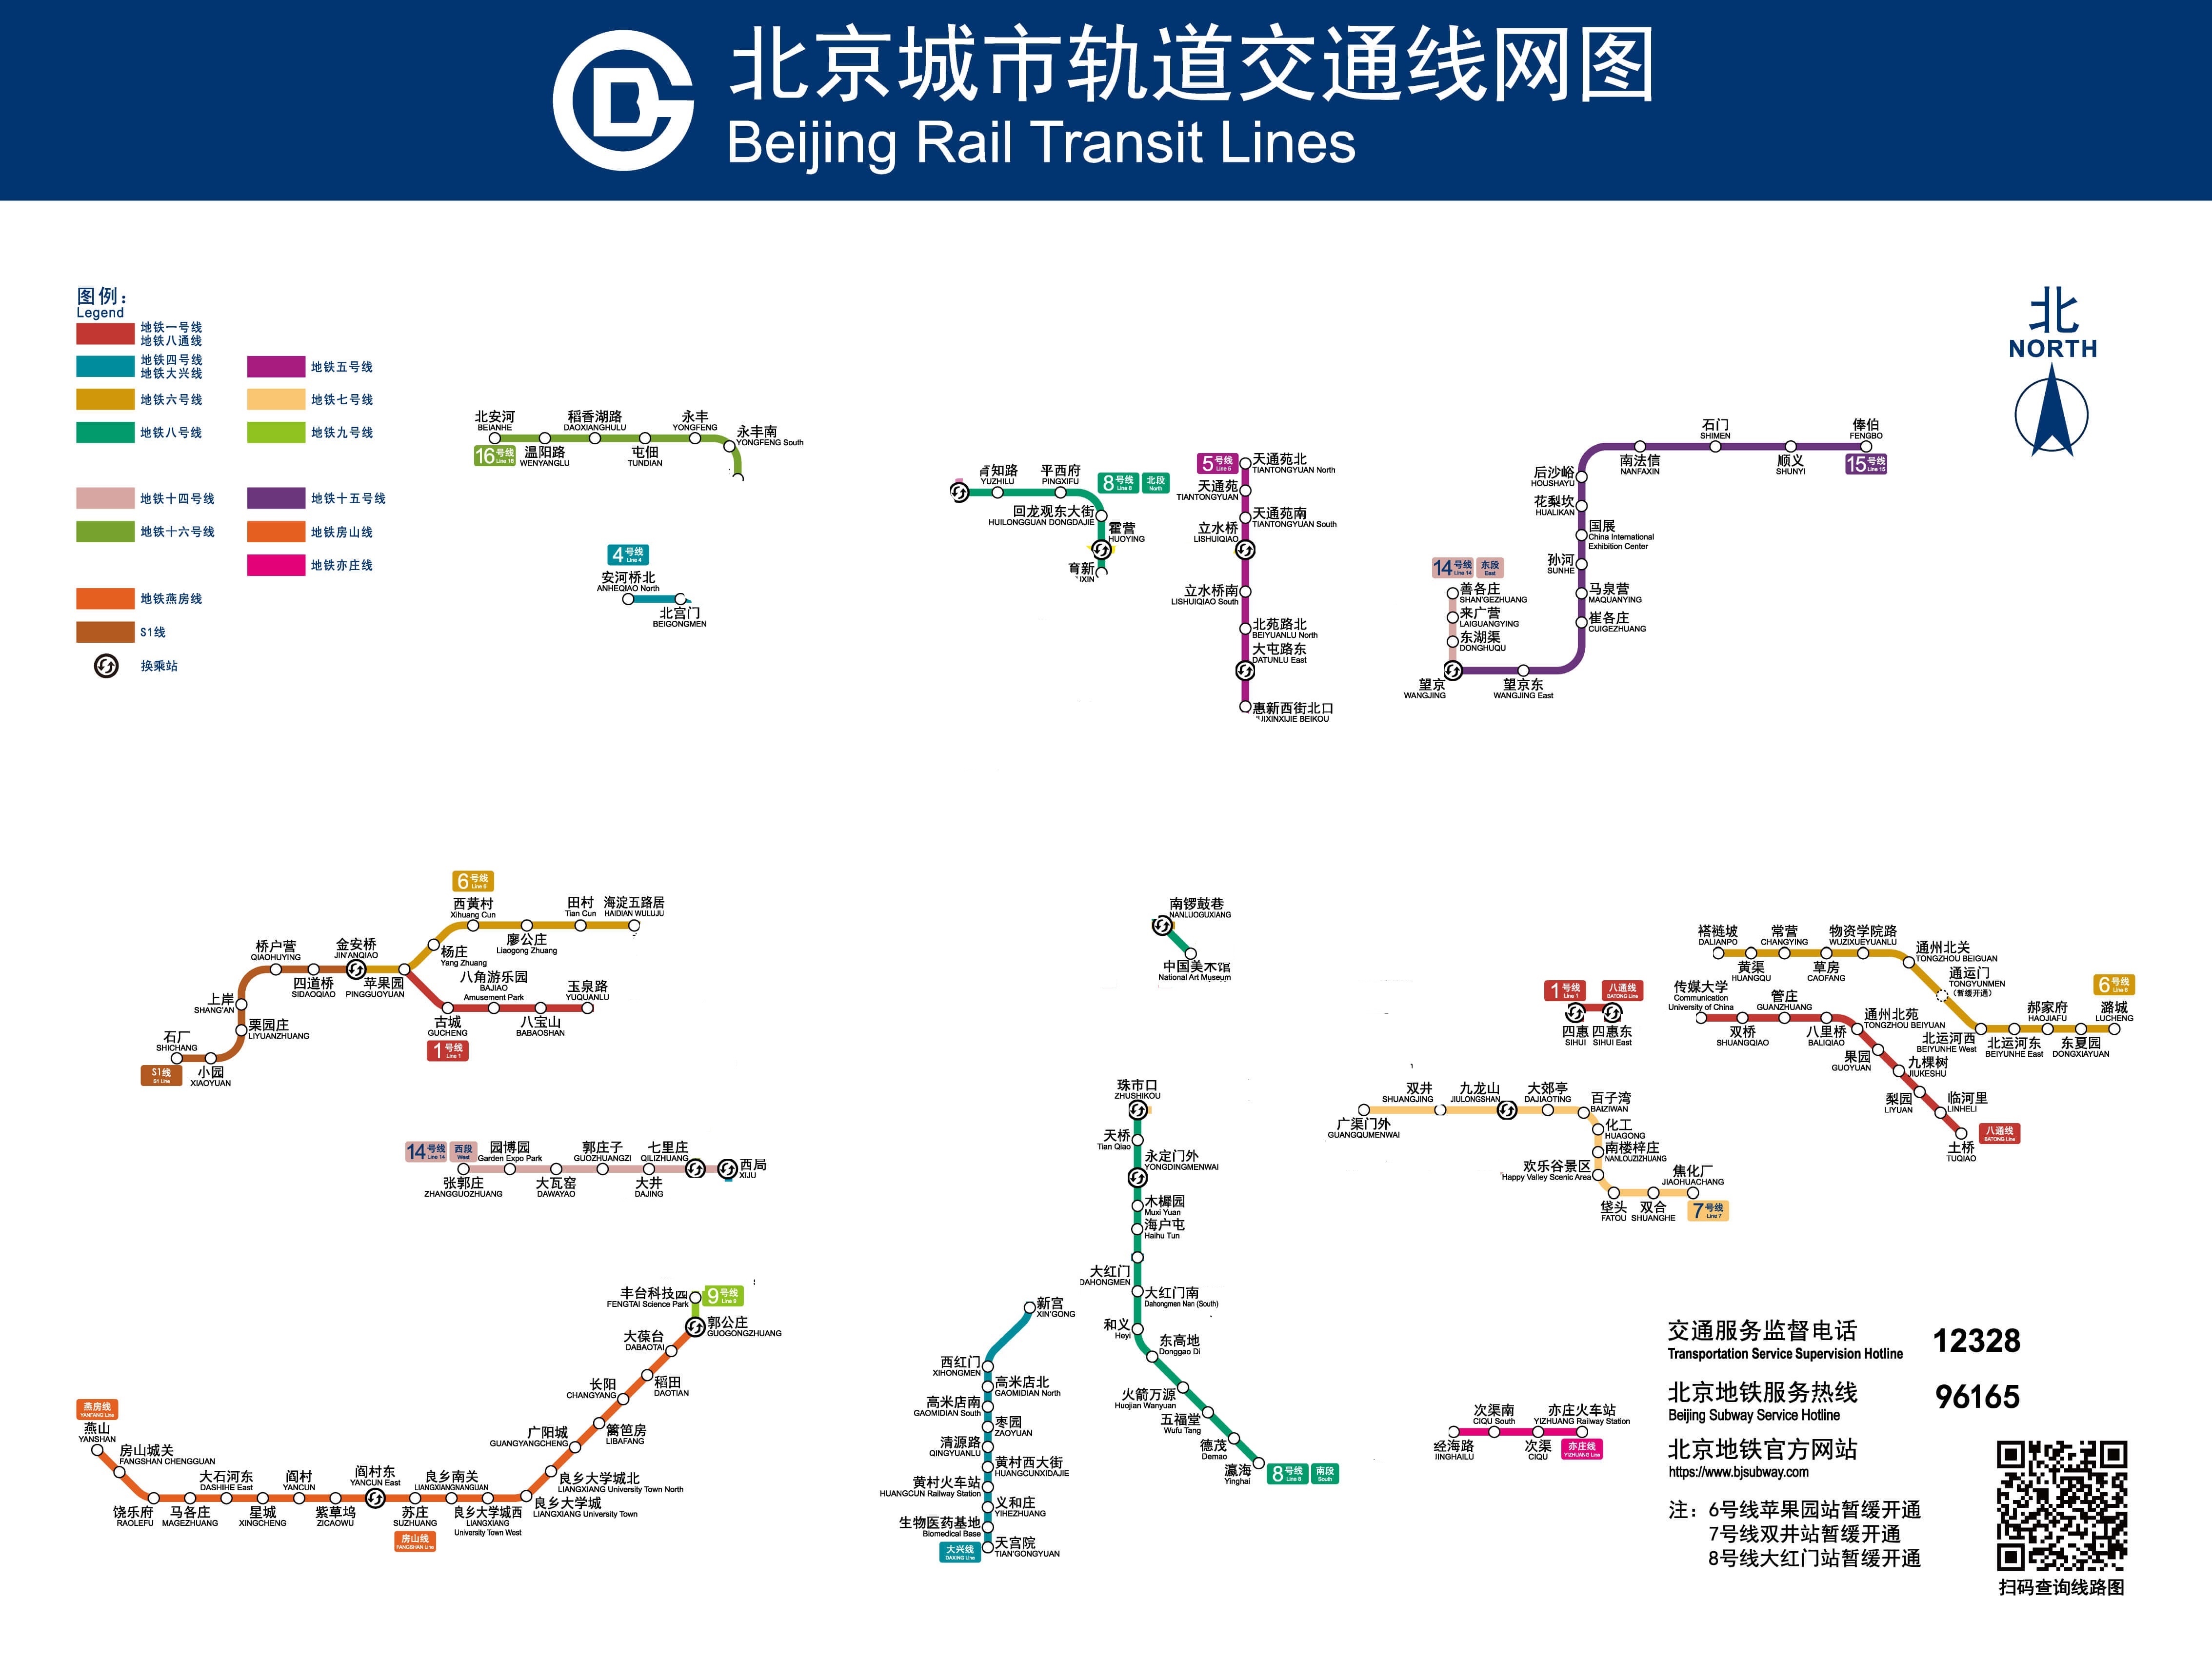 北京城市轨道交通线网图
Beijing Rail Transit Lines
图例：
Legend
地铁一号线
地铁八通线
地铁四号线
地铁大兴线
地铁五号线
地铁六号线
地铁七号线
地铁八号线
地铁九号线
地铁十四号线
地铁十五号线
地铁十六号线
地铁房山线
地铁亦庄线
地铁燕房线
S1线
换乘站
北
NORTH
北安河
BEIANHE
16号线
Line 16
温阳路
WENYANGLU
稻香湖路
DAOXIANGHULU
屯佃
TUNDIAN
永丰
YONGFENG
永丰南
YONGFENG South
4号线
Line 4
安河桥北
ANHEQIAO North
北宫门
BEIGONGMEN
知路
YUZHILU
平西府
PINGXIFU
8号线
Line 8
北段
North
回龙观东大街
HUILONGGUAN DONGDAJIE
霍营
HUOYING
育新
IXIN
5号线
Line 5
天通苑北
TIANTONGYUAN North
天通苑
TIANTONGYUAN
天通苑南
TIANTONGYUAN South
立水桥
LISHUIQIAO
立水桥南
LISHUIQIAO South
北苑路北
BEIYUANLU North
大屯路东
DATUNLU East
惠新西街北口
UIXINXIJIE BEIKOU
14号线
Line 14
东段
East
善各庄
SHAN'GEZHUANG
来广营
LAIGUANGYING
东湖渠
DONGHUQU
望京
WANGJING
望京东
WANGJING East
崔各庄
CUIGEZHUANG
马泉营
MAQUANYING
孙河
SUNHE
国展
China International
Exhibition Center
花梨坎
HUALIKAN
后沙峪
HOUSHAYU
南法信
NANFAXIN
石门
SHIMEN
顺义
SHUNYI
俸伯
FENGBO
15号线
Line 15
6号线
Line 6
西黄村
Xihuang Cun
田村
Tian Cun
海淀五路居
HAIDIAN WULUJU
廖公庄
Liaogong Zhuang
杨庄
Yang Zhuang
桥户营
QIAOHUYING
金安桥
JIN'ANQIAO
四道桥
SIDAOQIAO
苹果园
PINGGUOYUAN
上岸
SHANG'AN
栗园庄
LIYUANZHUANG
石厂
SHICHANG
小园
XIAOYUAN
S1线
S1 Line
八角游乐园
BAJIAO
Amusement Park
玉泉路
YUQUANLU
古城
GUCHENG
八宝山
BABAOSHAN
1号线
Line 1
南锣鼓巷
NANLUOGUXIANG
中国美术馆
National Art Museum
1号线
Line 1
八通线
BATONG Line
四惠
SIHUI
四惠东
SIHUI East
褡裢坡
DALIANPO
常营
CHANGYING
物资学院路
WUZIXUEYUANLU
黄渠
HUANGQU
草房
CAOFANG
通州北关
TONGZHOU BEIGUAN
通运门
TONGYUNMEN
（暂缓开通）
6号线
Line 6
郝家府
HAOJIAFU
潞城
LUCHENG
北运河西
BEIYUNHE West
北运河东
BEIYUNHE East
东夏园
DONGXIAYUAN
传媒大学
Communication
University of China
管庄
GUANZHUANG
双桥
SHUANGQIAO
八里桥
BALIQIAO
通州北苑
TONGZHOU BEIYUAN
果园
GUOYUAN
九棵树
JIUKESHU
梨园
LIYUAN
临河里
LINHELI
土桥
TUQIAO
八通线
BATONG Line
14号线
Line 14
西段
West
园博园
Garden Expo Park
郭庄子
GUOZHUANGZI
七里庄
QILIZHUANG
西局
XIJU
张郭庄
ZHANGGUOZHUANG
大瓦窑
DAWAYAO
大井
DAJING
珠市口
ZHUSHIKOU
天桥
Tian Qiao
永定门外
YONGDINGMENWAI
木樨园
Muxi Yuan
海户屯
Haihu Tun
大红门
DAHONGMEN
大红门南
Dahongmen Nan (South)
和义
Heyi
东高地
Donggao Di
火箭万源
Huojian Wanyuan
五福堂
Wufu Tang
德茂
Demao
瀛海
Yinghai
8号线
Line 8
南段
South
双井
SHUANGJING
九龙山
JIULONGSHAN
大郊亭
DAJIAOTING
广渠门外
GUANGQUMENWAI
百子湾
BAIZIWAN
化工
HUAGONG
南楼梓庄
NANLOUZIZHUANG
欢乐谷景区
Happy Valley Scenic Area
焦化厂
JIAOHUACHANG
垡头
FATOU
双合
SHUANGHE
7号线
Line 7
丰台科技
FENGTAI Science Park
9号线
Line 9
郭公庄
GUOGONGZHUANG
大葆台
DABAOTAI
稻田
DAOTIAN
长阳
CHANGYANG
篱笆房
LIBAFANG
广阳城
GUANGYANGCHENG
良乡大学城北
LIANGXIANG University Town North
良乡大学城
LIANGXIANG University Town
良乡大学城西
LIANGXIANG
University Town West
良乡南关
LIANGXIANGNANGUAN
苏庄
SUZHUANG
房山线
FANGSHAN Line
阎村东
YANCUN East
紫草坞
ZICAOWU
阎村
YANCUN
星城
XINGCHENG
大石河东
DASHIHE East
马各庄
MAGEZHUANG
饶乐府
RAOLEFU
房山城关
FANGSHAN CHENGGUAN
燕房线
YANFANG Line
燕山
YANSHAN
新宫
XIN'GONG
西红门
XIHONGMEN
高米店北
GAOMIDIAN North
高米店南
GAOMIDIAN South
枣园
ZAOYUAN
清源路
QINGYUANLU
黄村西大街
HUANGCUNXIDAJIE
黄村火车站
HUANGCUN Railway Station
义和庄
YIHEZHUANG
生物医药基地
Biomedical Base
天宫院
TIAN'GONGYUAN
大兴线
DAXING Line
次渠南
CIQU South
亦庄火车站
YIZHUANG Railway Station
经海路
JINGHAILU
次渠
CIQU
亦庄线
YIZHUANG Line
交通服务监督电话
Transportation Service Supervision Hotline
12328
北京地铁服务热线
Beijing Subway Service Hotline
96165
北京地铁官方网站
https://www.bjsubway.com
注：6号线苹果园站暂缓开通
7号线双井站暂缓开通
8号线大红门站暂缓开通
扫码查询线路图